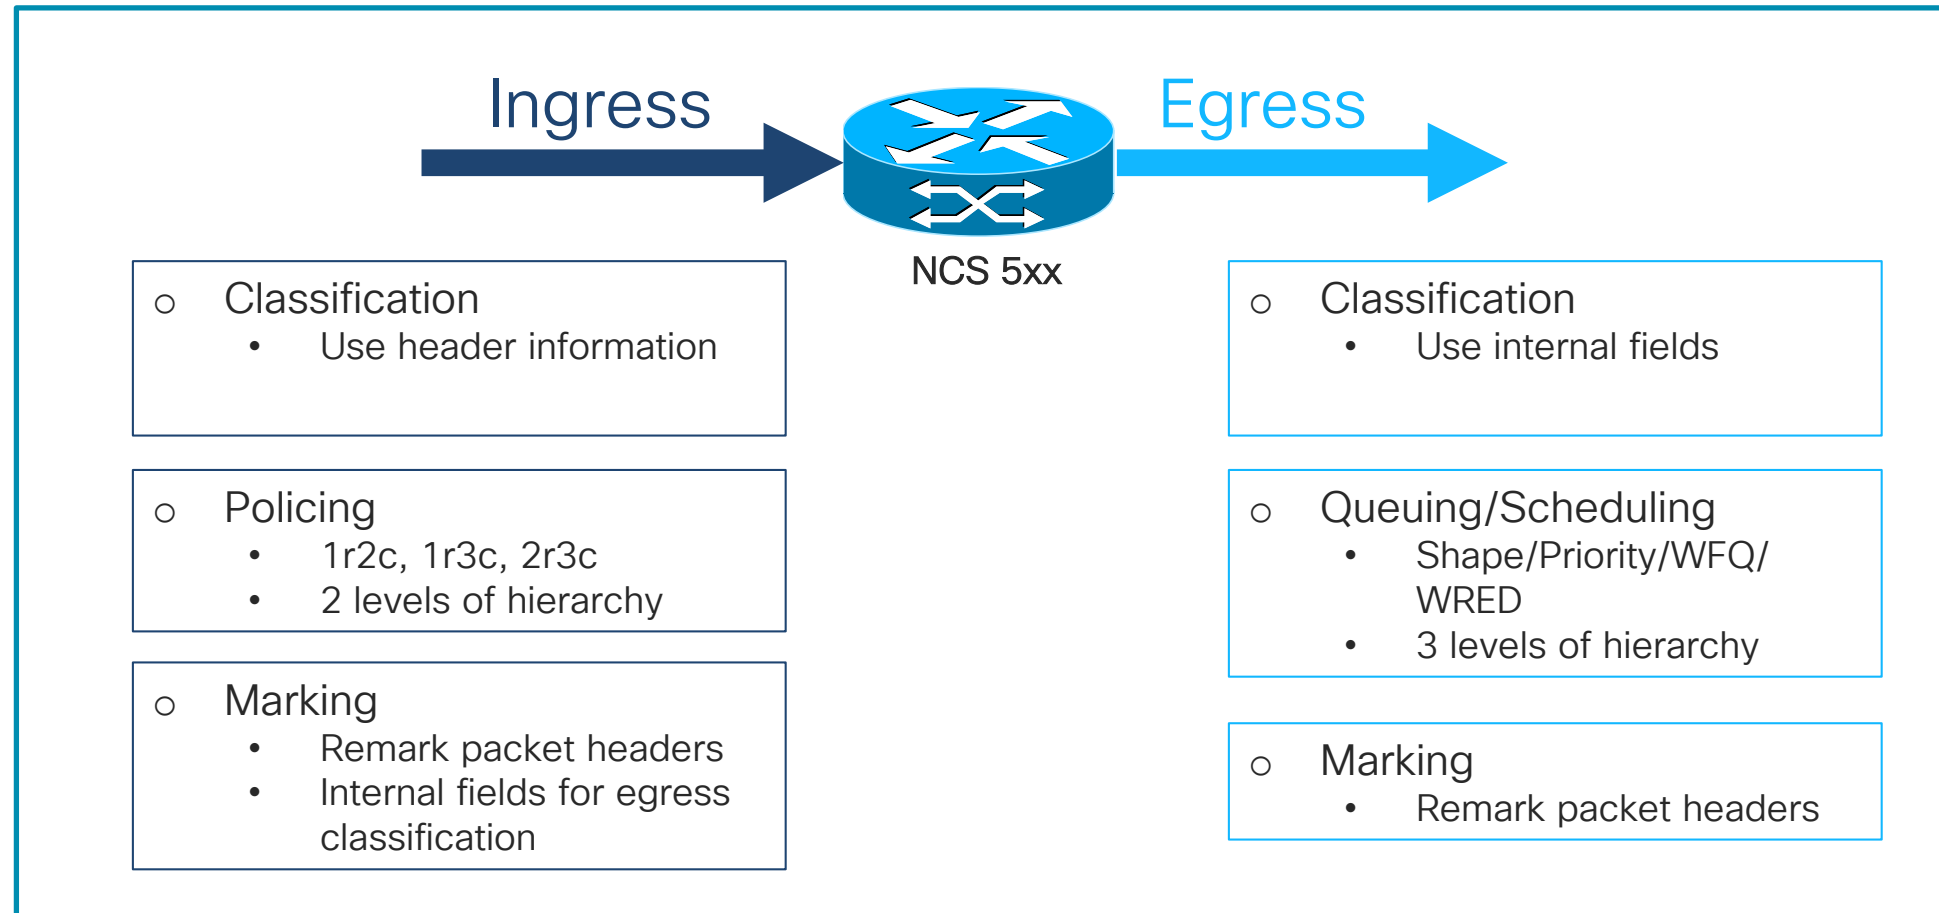 Ingress
Egress
NCS 5xx
o Classification
• Use header information
o Policing
• 1r2c, 1r3c, 2r3c
• 2 levels of hierarchy
o Marking
• Remark packet headers
• Internal fields for egress
classification
o Classification
• Use internal fields
o Queuing/Scheduling
• Shape/Priority/WFQ/
WRED
• 3 levels of hierarchy
o Marking
• Remark packet headers